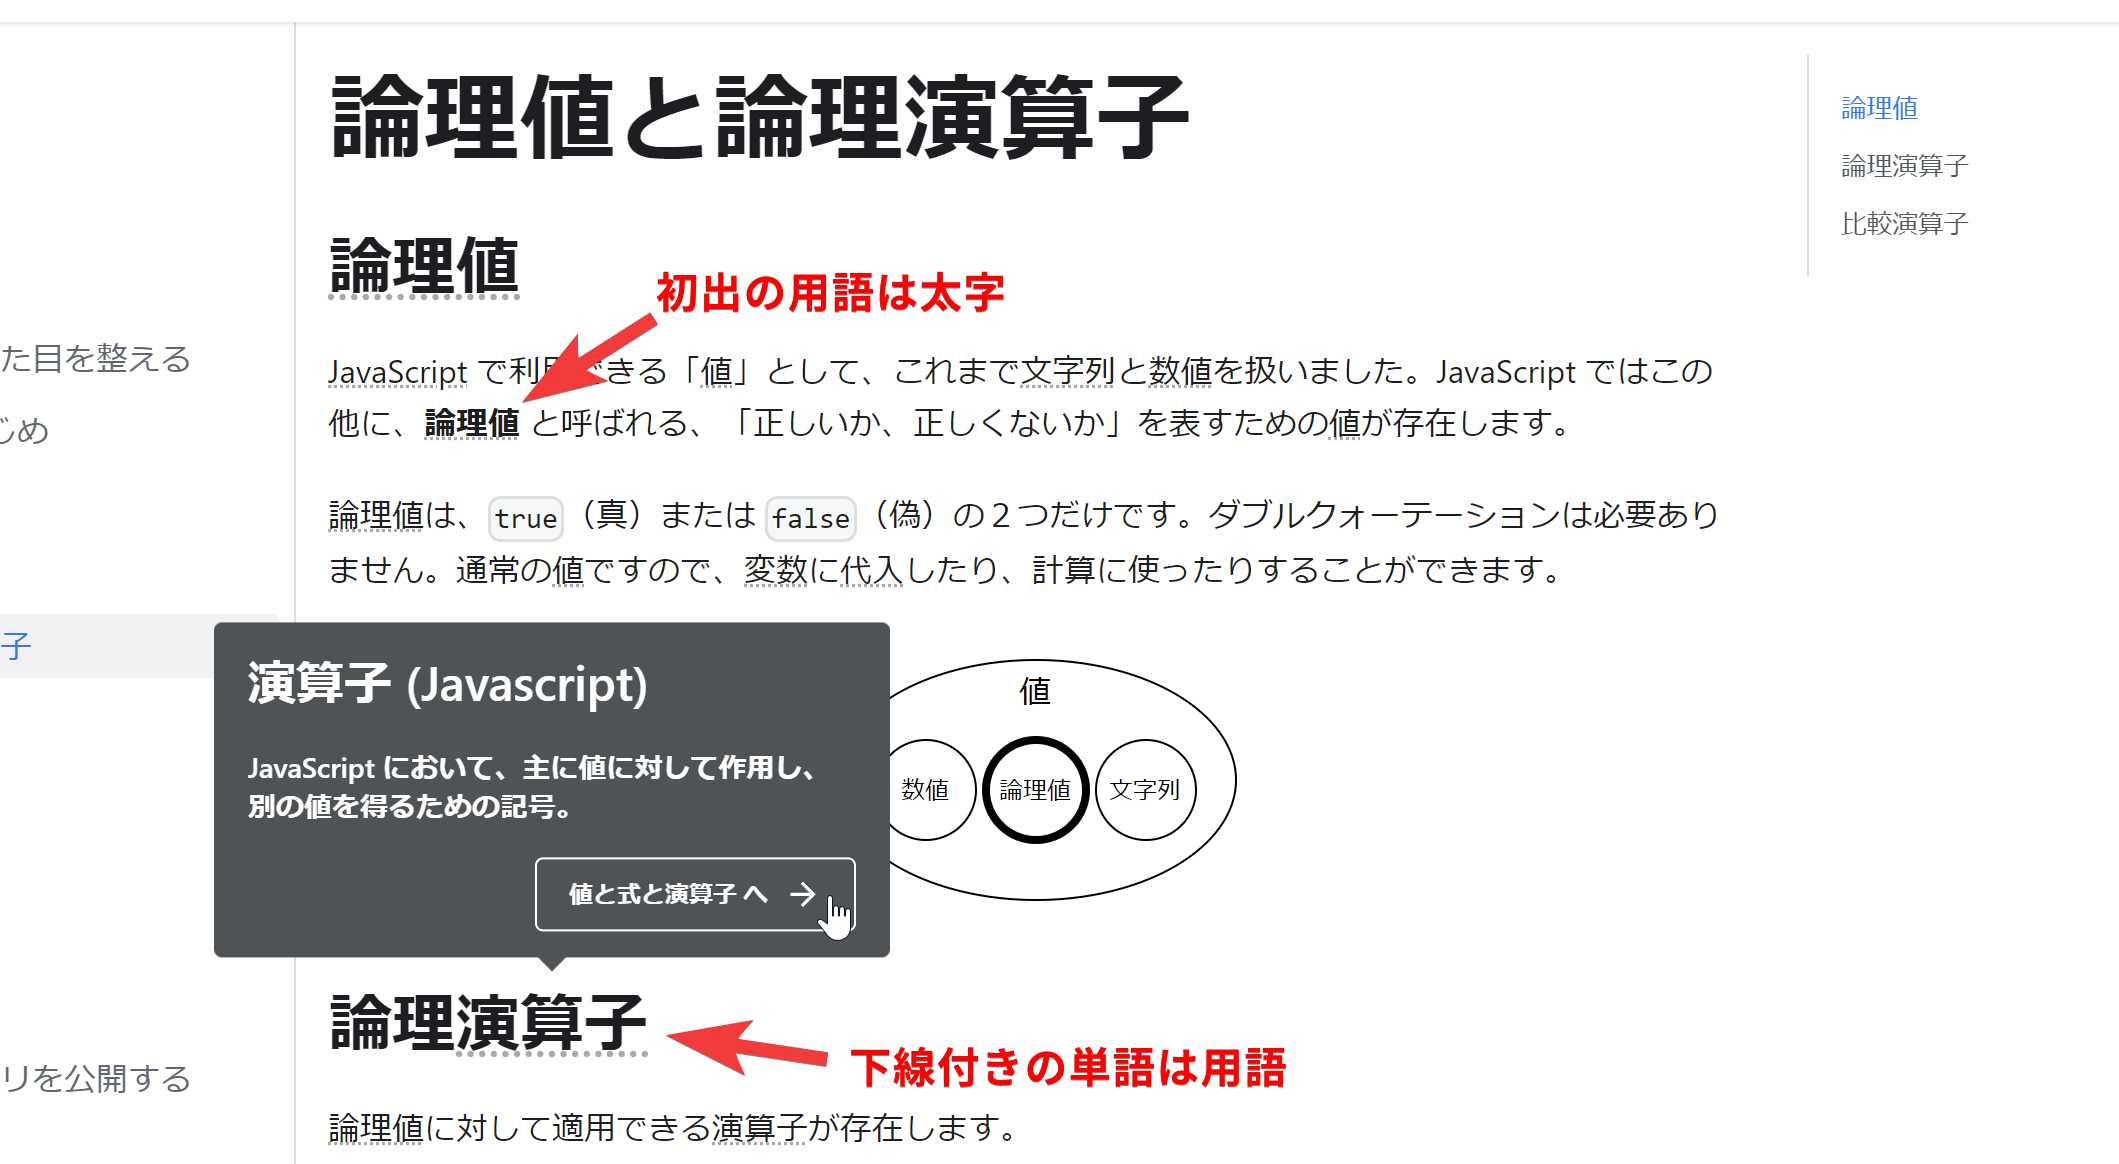 論理値と論理演算子
論理値
論理演算子
比較演算子
論理値
初出の用語は太字
た目を整える
じめ
子
リを公開する
JavaScript で利用できる「値」として、これまで文字列と数値を扱いました。JavaScript ではこの
他に、論理値 と呼ばれる、「正しいか、正しくないか」を表すための値が存在します。
論理値は、true（真）または false（偽）の２つだけです。ダブルクォーテーションは必要あり
ません。通常の値ですので、変数に代入したり、計算に使ったりすることができます。
演算子 (Javascript)
JavaScript において、主に値に対して作用し、
別の値を得るための記号。
値と式と演算子 へ →
値
数値
論理値
文字列
論理演算子
下線付きの単語は用語
論理値に対して適用できる演算子が存在します。